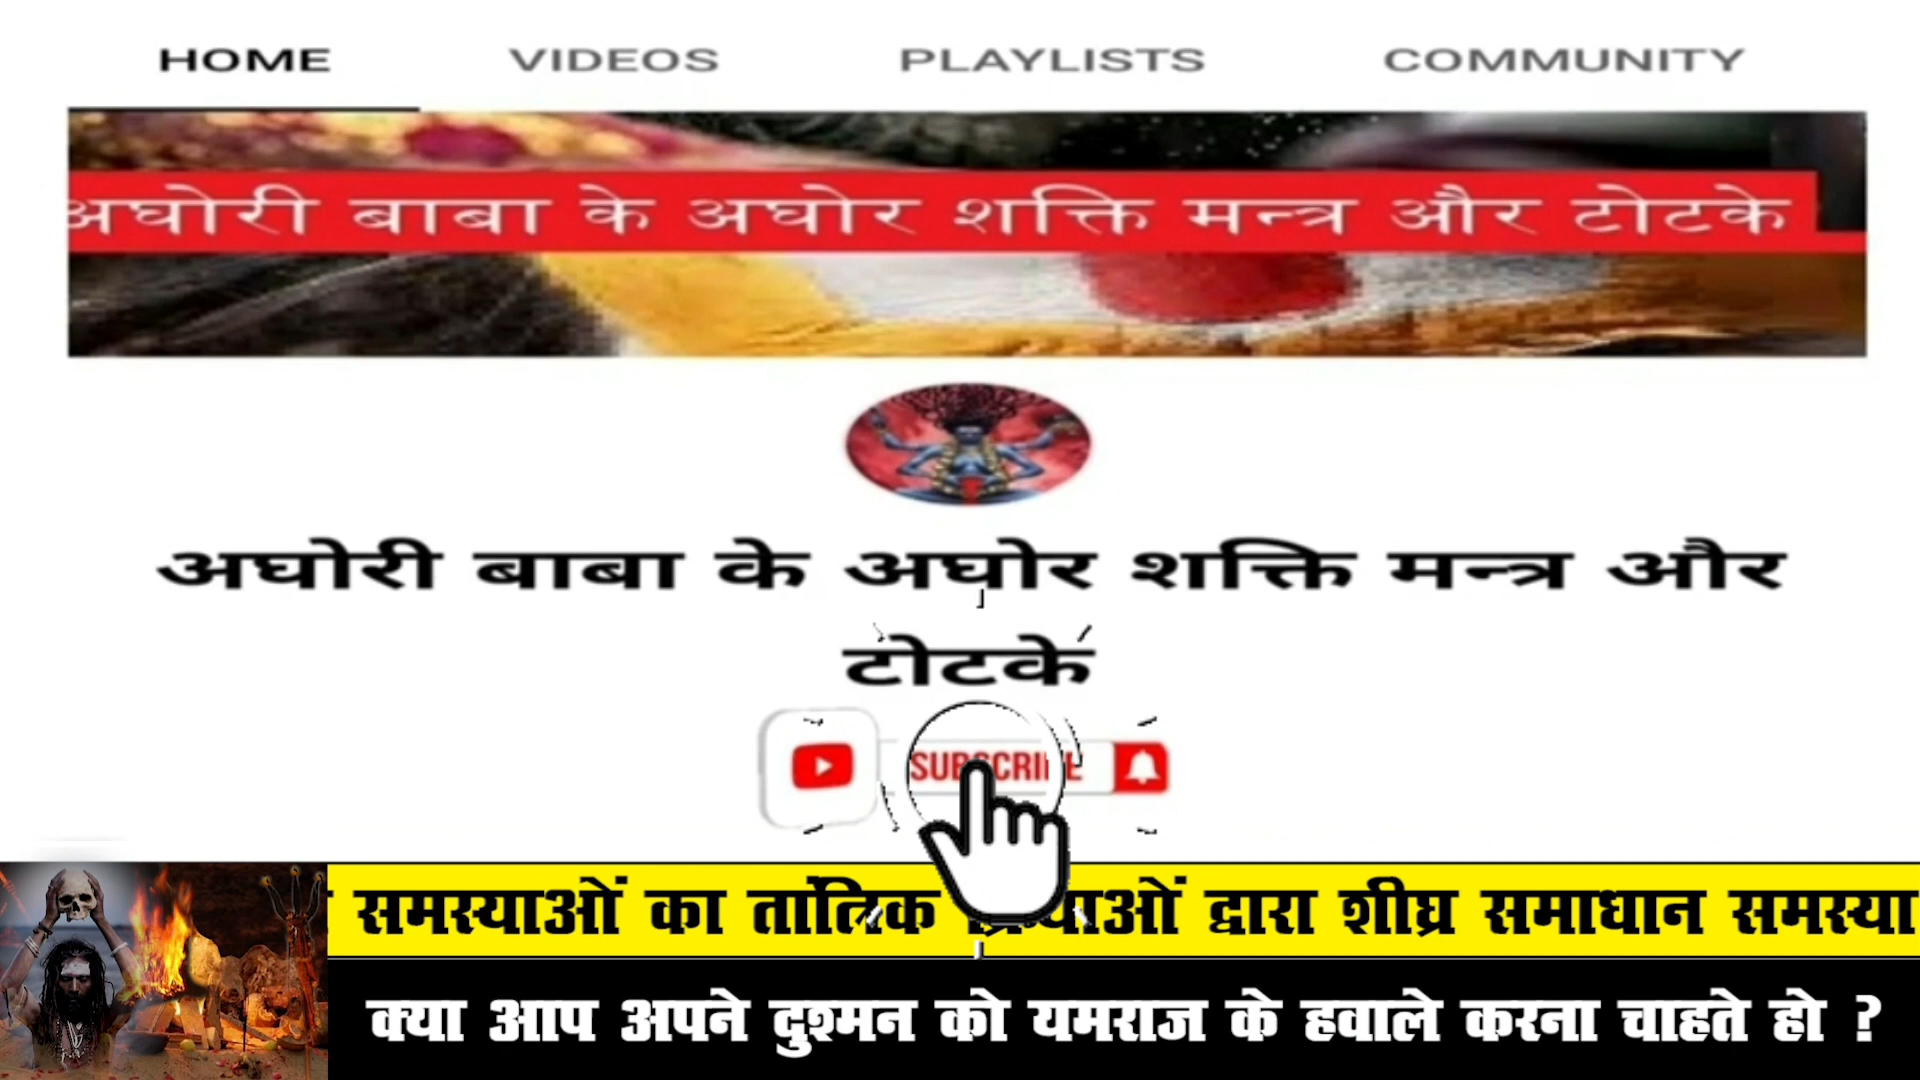 HOME VIDEOS PLAYLISTS COMMUNITY
अघोरी बाबा के अघोर शक्ति मन्त्र और टोटके
अघोरी बाबा के अघोर शक्ति मन्त्र और
टोटके
SUBSCRIBE
समस्याओं का तांत्रिक क्रियाओं द्वारा शीघ्र समाधान समस्या
क्या आप अपने दुश्मन को यमराज के हवाले करना चाहते हो ?